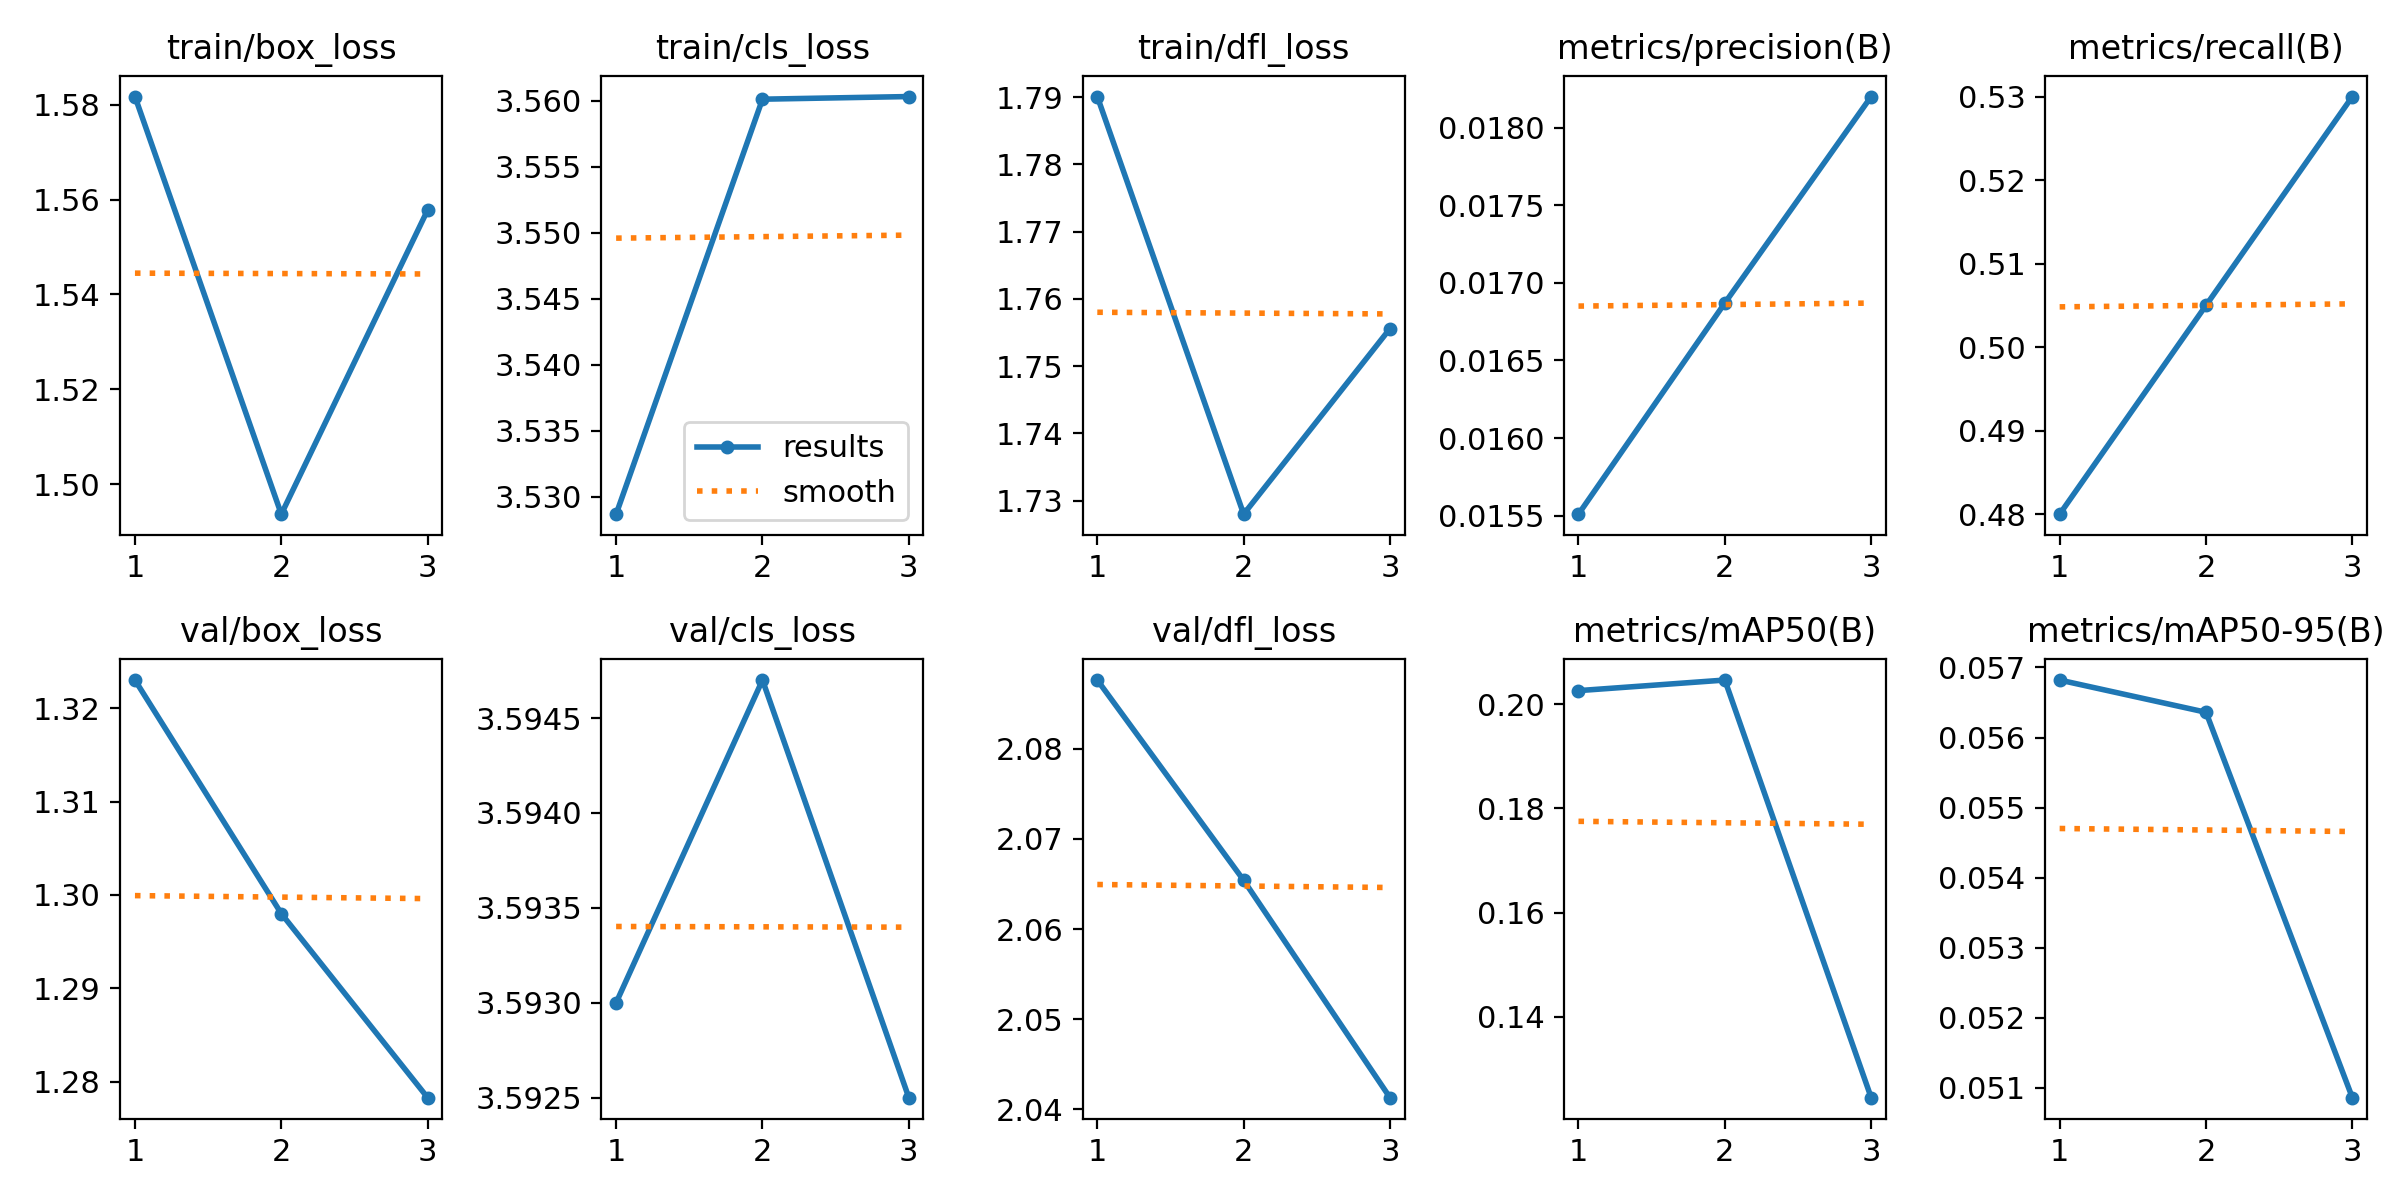 train/box_loss
1.58
1.56
1.54
1.52
1.50
1 2 3
train/cls_loss
3.560
3.555
3.550
3.545
3.540
3.535
3.530
results
smooth
1 2 3
train/dfl_loss
1.79
1.78
1.77
1.76
1.75
1.74
1.73
1 2 3
metrics/precision(B)
0.0180
0.0175
0.0170
0.0165
0.0160
0.0155
1 2 3
metrics/recall(B)
0.53
0.52
0.51
0.50
0.49
0.48
1 2 3
val/box_loss
1.32
1.31
1.30
1.29
1.28
1 2 3
val/cls_loss
3.5945
3.5940
3.5935
3.5930
3.5925
1 2 3
val/dfl_loss
2.08
2.07
2.06
2.05
2.04
1 2 3
metrics/mAP50(B)
0.20
0.18
0.16
0.14
1 2 3
metrics/mAP50-95(B)
0.057
0.056
0.055
0.054
0.053
0.052
0.051
1 2 3